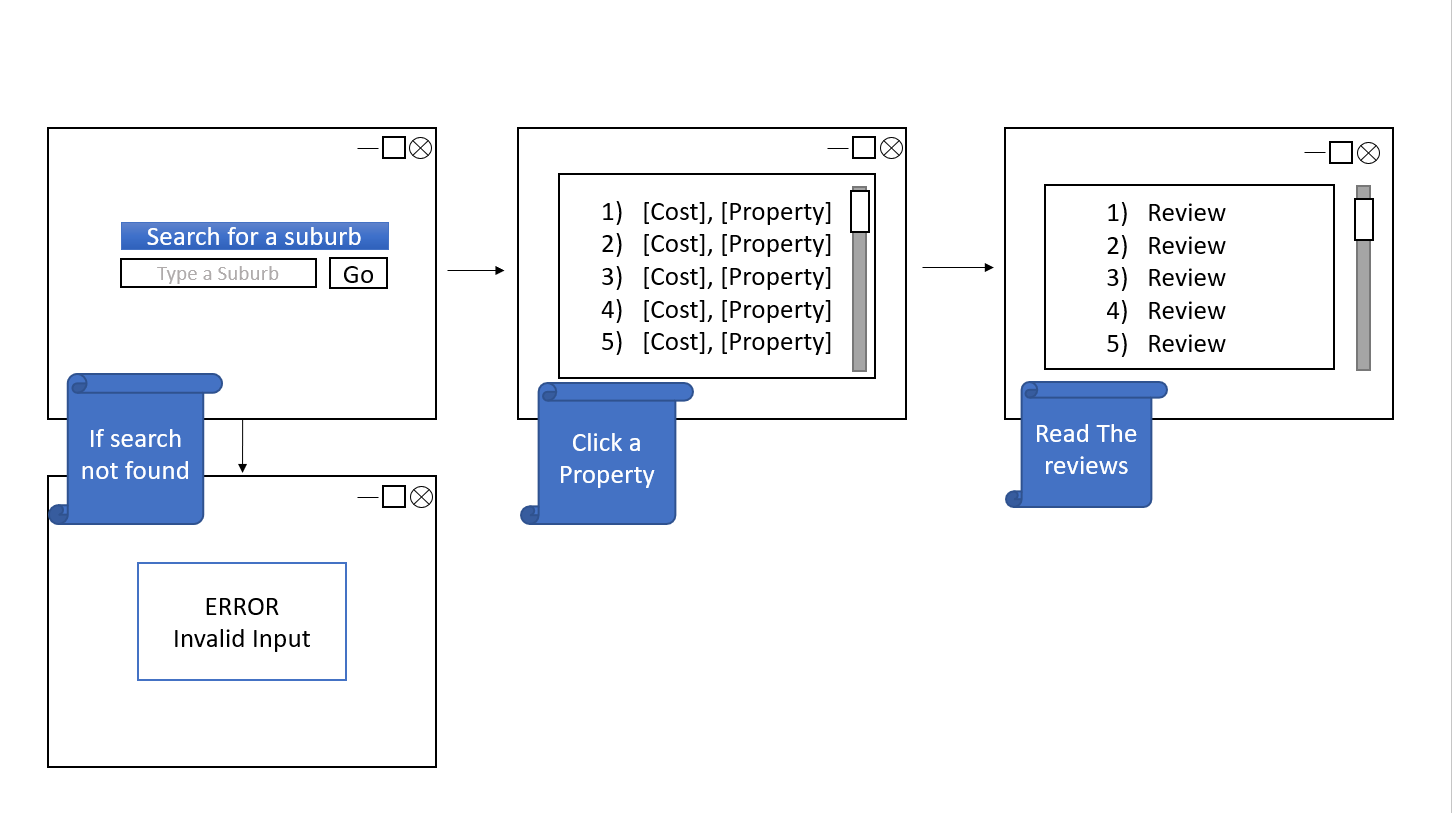 Search for a suburb
Type a Suburb
Go
If search
not found
1) [Cost], [Property]
2) [Cost], [Property]
3) [Cost], [Property]
4) [Cost], [Property]
5) [Cost], [Property]
Click a
Property
1) Review
2) Review
3) Review
4) Review
5) Review
Read The
reviews
ERROR
Invalid Input